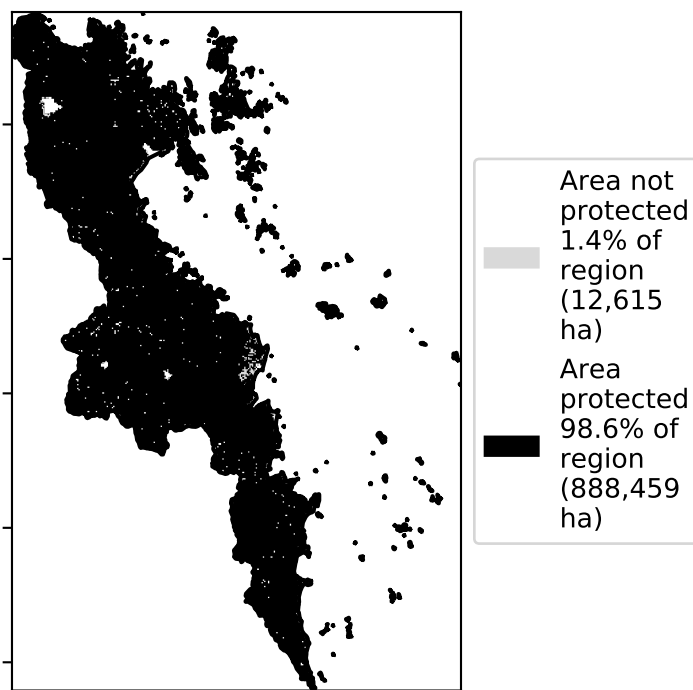 Area not
protected
1.4% of
region
(12,615
ha)
Area
protected
98.6% of
region
(888,459
ha)